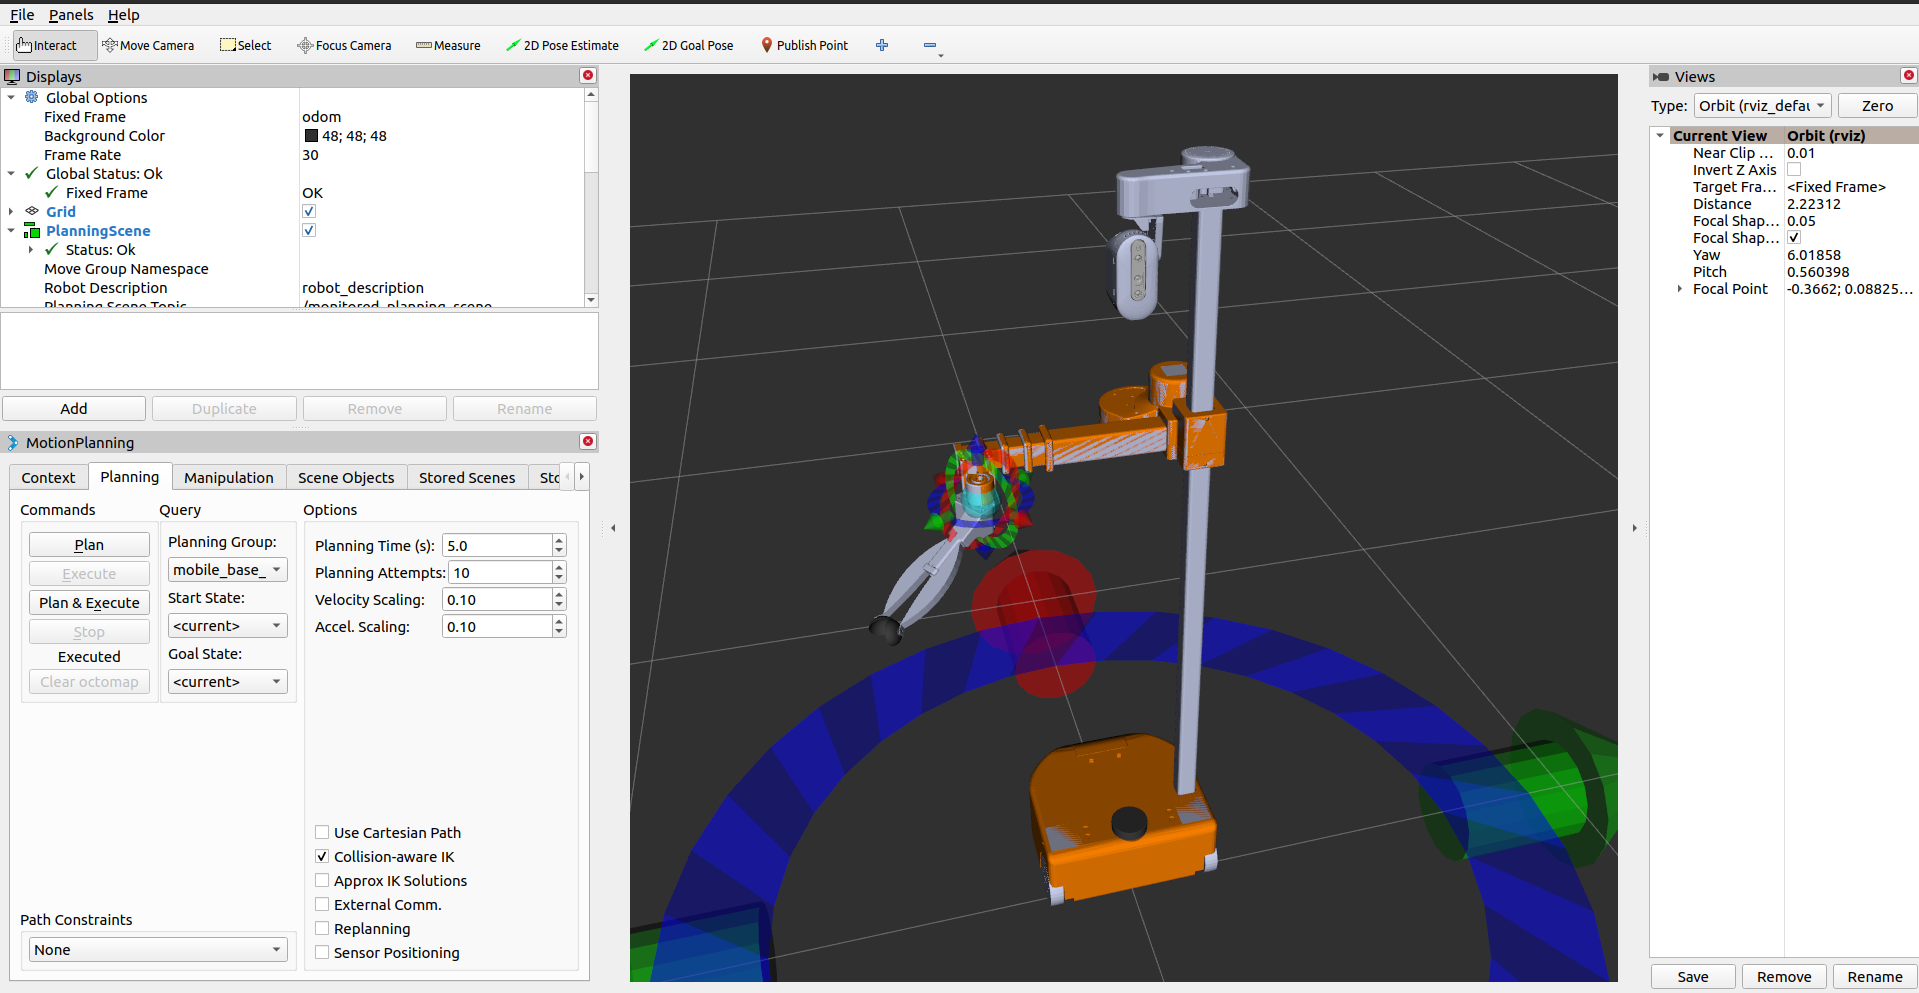 File Panels Help
Interact Move Camera Select Focus Camera Measure 2D Pose Estimate 2D Goal Pose Publish Point
Displays
Global Options
Fixed Frame odom
Background Color 48; 48; 48
Frame Rate 30
Global Status: Ok
Fixed Frame OK
Grid
PlanningScene
Status: Ok
Move Group Namespace
Robot Description robot_description
Planning Scene Topic /monitored_planning_scene
Add Duplicate Remove Rename
MotionPlanning
Context Planning Manipulation Scene Objects Stored Scenes Sto
Commands
Plan
Execute
Plan & Execute
Stop
Executed
Clear octomap
Query
Planning Group:
mobile_base_
Start State:
<current>
Goal State:
<current>
Options
Planning Time (s): 5.0
Planning Attempts: 10
Velocity Scaling: 0.10
Accel. Scaling: 0.10
Use Cartesian Path
Collision-aware IK
Approx IK Solutions
External Comm.
Replanning
Sensor Positioning
Path Constraints
None
Views
Type: Orbit (rviz_defau Zero
Current View Orbit (rviz)
Near Clip ... 0.01
Invert Z Axis
Target Fra... <Fixed Frame>
Distance 2.22312
Focal Shap... 0.05
Focal Shap...
Yaw 6.01858
Pitch 0.560398
Focal Point -0.3662; 0.08825...
Save Remove Rename